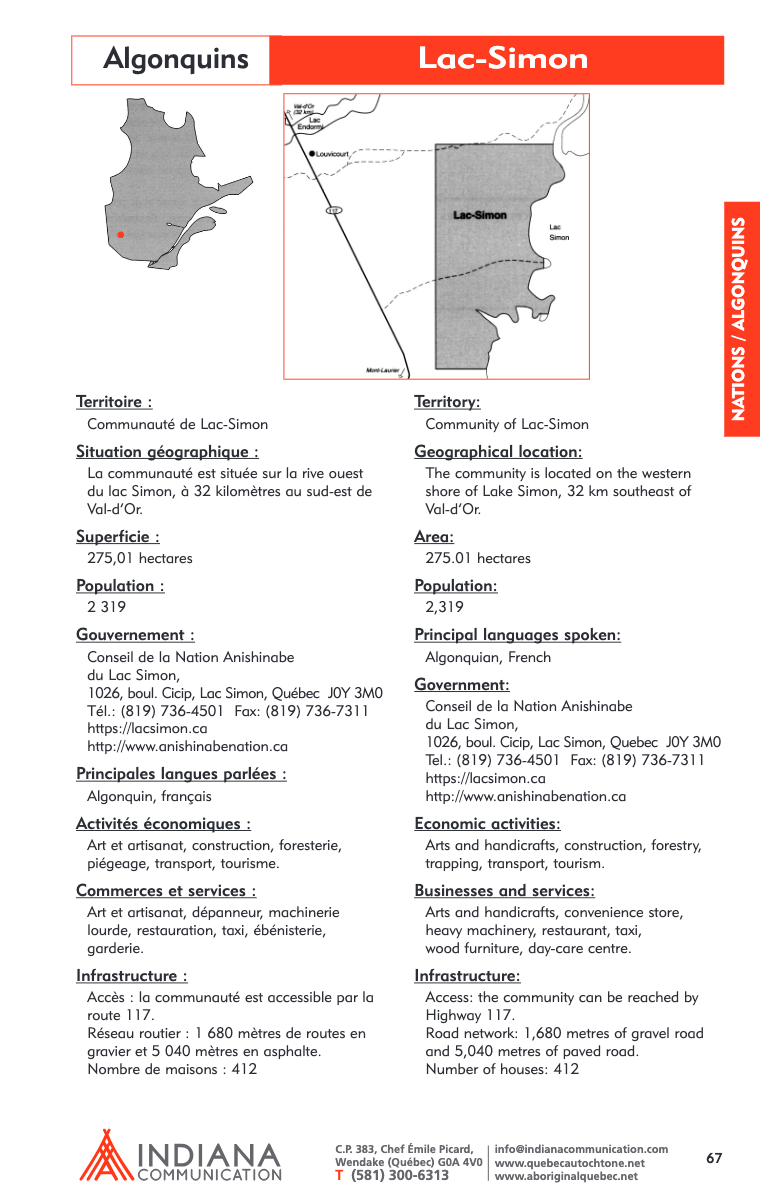 Algonquins
Lac-Simon
Val-d'Or
(32 km)
Lac
Endormi
Louvicourt
117
Lac-Simon
Lac
Simon
Mont-Laurier
NATIONS / ALGONQUINS
Territoire :
Communauté de Lac-Simon
Situation géographique :
La communauté est située sur la rive ouest
du lac Simon, à 32 kilomètres au sud-est de
Val-d'Or.
Superficie :
275,01 hectares
Population :
2 319
Gouvernement :
Conseil de la Nation Anishinabe
du Lac Simon,
1026, boul. Cicip, Lac Simon, Québec J0Y 3M0
Tél.: (819) 736-4501 Fax: (819) 736-7311
https://lacsimon.ca
http://www.anishinabenation.ca
Principales langues parlées :
Algonquin, français
Activités économiques :
Art et artisanat, construction, foresterie,
piégeage, transport, tourisme.
Commerces et services :
Art et artisanat, dépanneur, machinerie
lourde, restauration, taxi, ébénisterie,
garderie.
Infrastructure :
Accès : la communauté est accessible par la
route 117.
Réseau routier : 1 680 mètres de routes en
gravier et 5 040 mètres en asphalte.
Nombre de maisons : 412
Territory:
Community of Lac-Simon
Geographical location:
The community is located on the western
shore of Lake Simon, 32 km southeast of
Val-d'Or.
Area:
275.01 hectares
Population:
2,319
Principal languages spoken:
Algonquian, French
Government:
Conseil de la Nation Anishinabe
du Lac Simon,
1026, boul. Cicip, Lac Simon, Quebec J0Y 3M0
Tel.: (819) 736-4501 Fax: (819) 736-7311
https://lacsimon.ca
http://www.anishinabenation.ca
Economic activities:
Arts and handicrafts, construction, forestry,
trapping, transport, tourism.
Businesses and services:
Arts and handicrafts, convenience store,
heavy machinery, restaurant, taxi,
wood furniture, day-care centre.
Infrastructure:
Access: the community can be reached by
Highway 117.
Road network: 1,680 metres of gravel road
and 5,040 metres of paved road.
Number of houses: 412
INDIANA
COMMUNICATION
C.P. 383, Chef Émile Picard,
Wendake (Québec) G0A 4V0
T (581) 300-6313
info@indianacommunication.com
www.quebecautochtone.net
www.aboriginalquebec.net
67